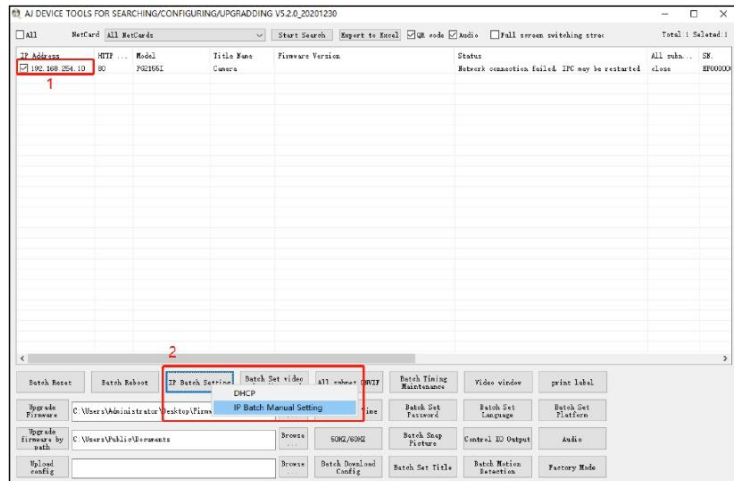 AJ DEVICE TOOLS FOR SEARCHING/CONFIGURING/UPGRADDING V5.2.0_20201230
All NetCard All NetCards Start Search Export to Excel QR code Audio Full screen switching strea Total:1 Seleted:1
IP Address HTTP ... Model Title Name Firmware Version Status All subn... SN.
192.168.254.10 80 Camera Network connection failed, IPC may be restarted close
1
2
Batch Reset Batch Reboot IP Batch Setting Batch Set video All subnet ONVIF Batch Timing Maintenance Video window print label
DHCP
IP Batch Manual Setting
Upgrade Firmware C:\Users\Administrator\Desktop\Firmw ime Batch Set Password Batch Set Language Batch Set Platform
Upgrade firmware by path C:\Users\Public\Documents Browse ... 50HZ/60HZ Batch Snap Picture Control IO Output Audio
Upload config Browse ... Batch Download Config Batch Set Title Batch Motion Detection Factory Mode